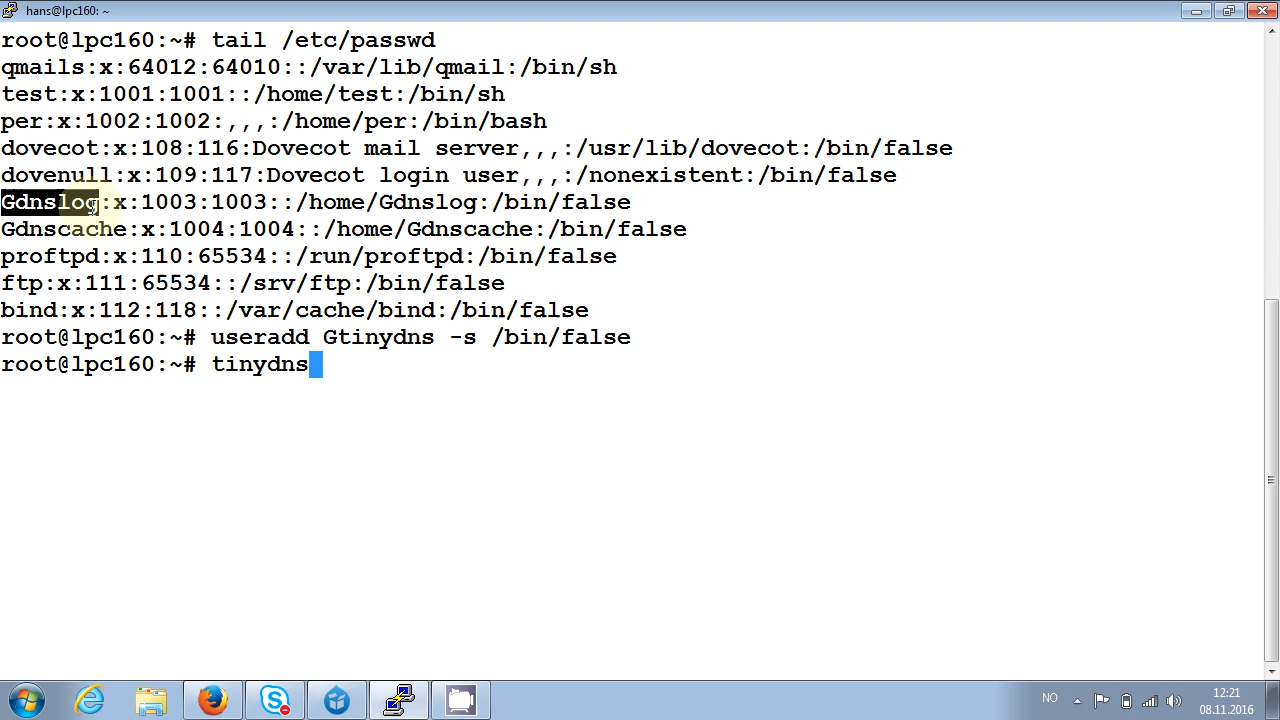 hans@lpc160: ~
root@lpc160:~# tail /etc/passwd
qmails:x:64012:64010::/var/lib/qmail:/bin/sh
test:x:1001:1001::/home/test:/bin/sh
per:x:1002:1002:,,,:/home/per:/bin/bash
dovecot:x:108:116:Dovecot mail server,,,:/usr/lib/dovecot:/bin/false
dovenull:x:109:117:Dovecot login user,,,:/nonexistent:/bin/false
Gdnslog:x:1003:1003::/home/Gdnslog:/bin/false
Gdnscache:x:1004:1004::/home/Gdnscache:/bin/false
proftpd:x:110:65534::/run/proftpd:/bin/false
ftp:x:111:65534::/srv/ftp:/bin/false
bind:x:112:118::/var/cache/bind:/bin/false
root@lpc160:~# useradd Gtinydns -s /bin/false
root@lpc160:~# tinydns
NO
12:21
08.11.2016